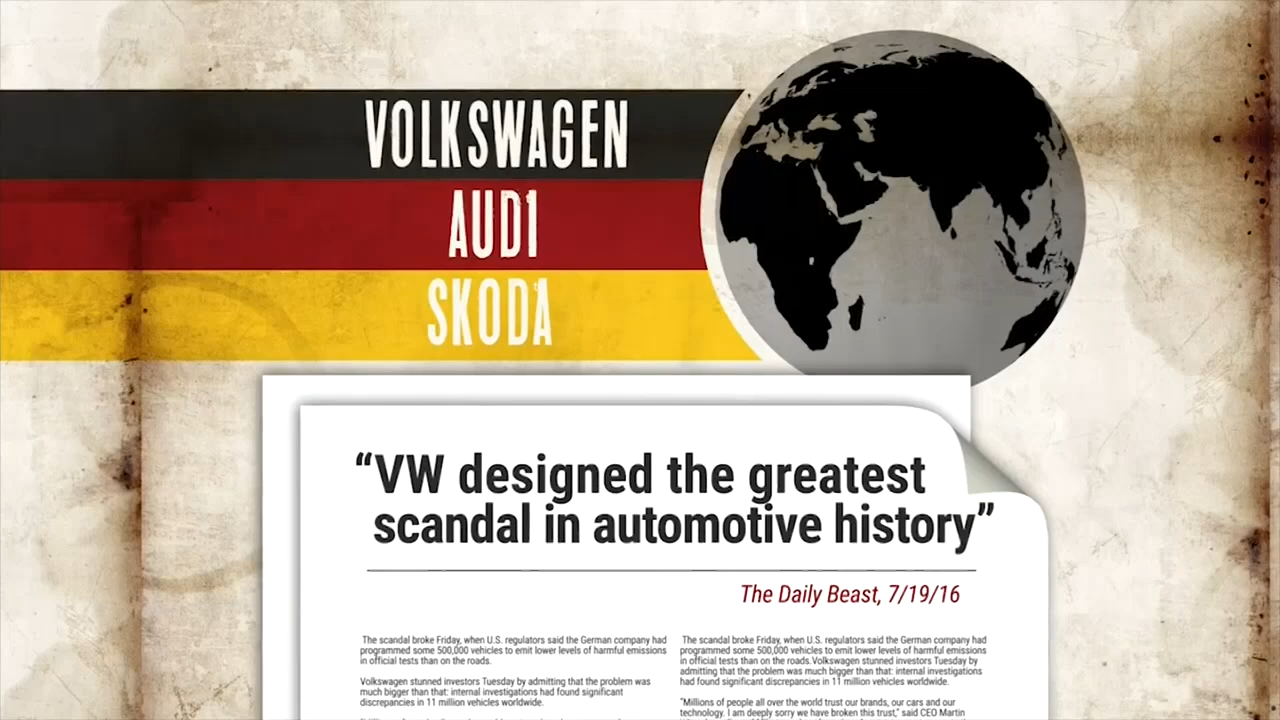 VOLKSWAGEN
AUDI
SKODA
“VW designed the greatest
scandal in automotive history”
The Daily Beast, 7/19/16
The scandal broke Friday, when U.S. regulators said the German company had
programmed some 500,000 vehicles to emit lower levels of harmful emissions
in official tests than on the roads.
Volkswagen stunned investors Tuesday by admitting that the problem was
much bigger than that: internal investigations had found significant
discrepancies in 11 million vehicles worldwide.
The scandal broke Friday, when U.S. regulators said the German company had
programmed some 500,000 vehicles to emit lower levels of harmful emissions
in official tests than on the roads.Volkswagen stunned investors Tuesday by
admitting that the problem was much bigger than that: internal investigations
had found significant discrepancies in 11 million vehicles worldwide.
"Millions of people all over the world trust our brands, our cars and our
technology. I am deeply sorry we have broken this trust," said CEO Martin